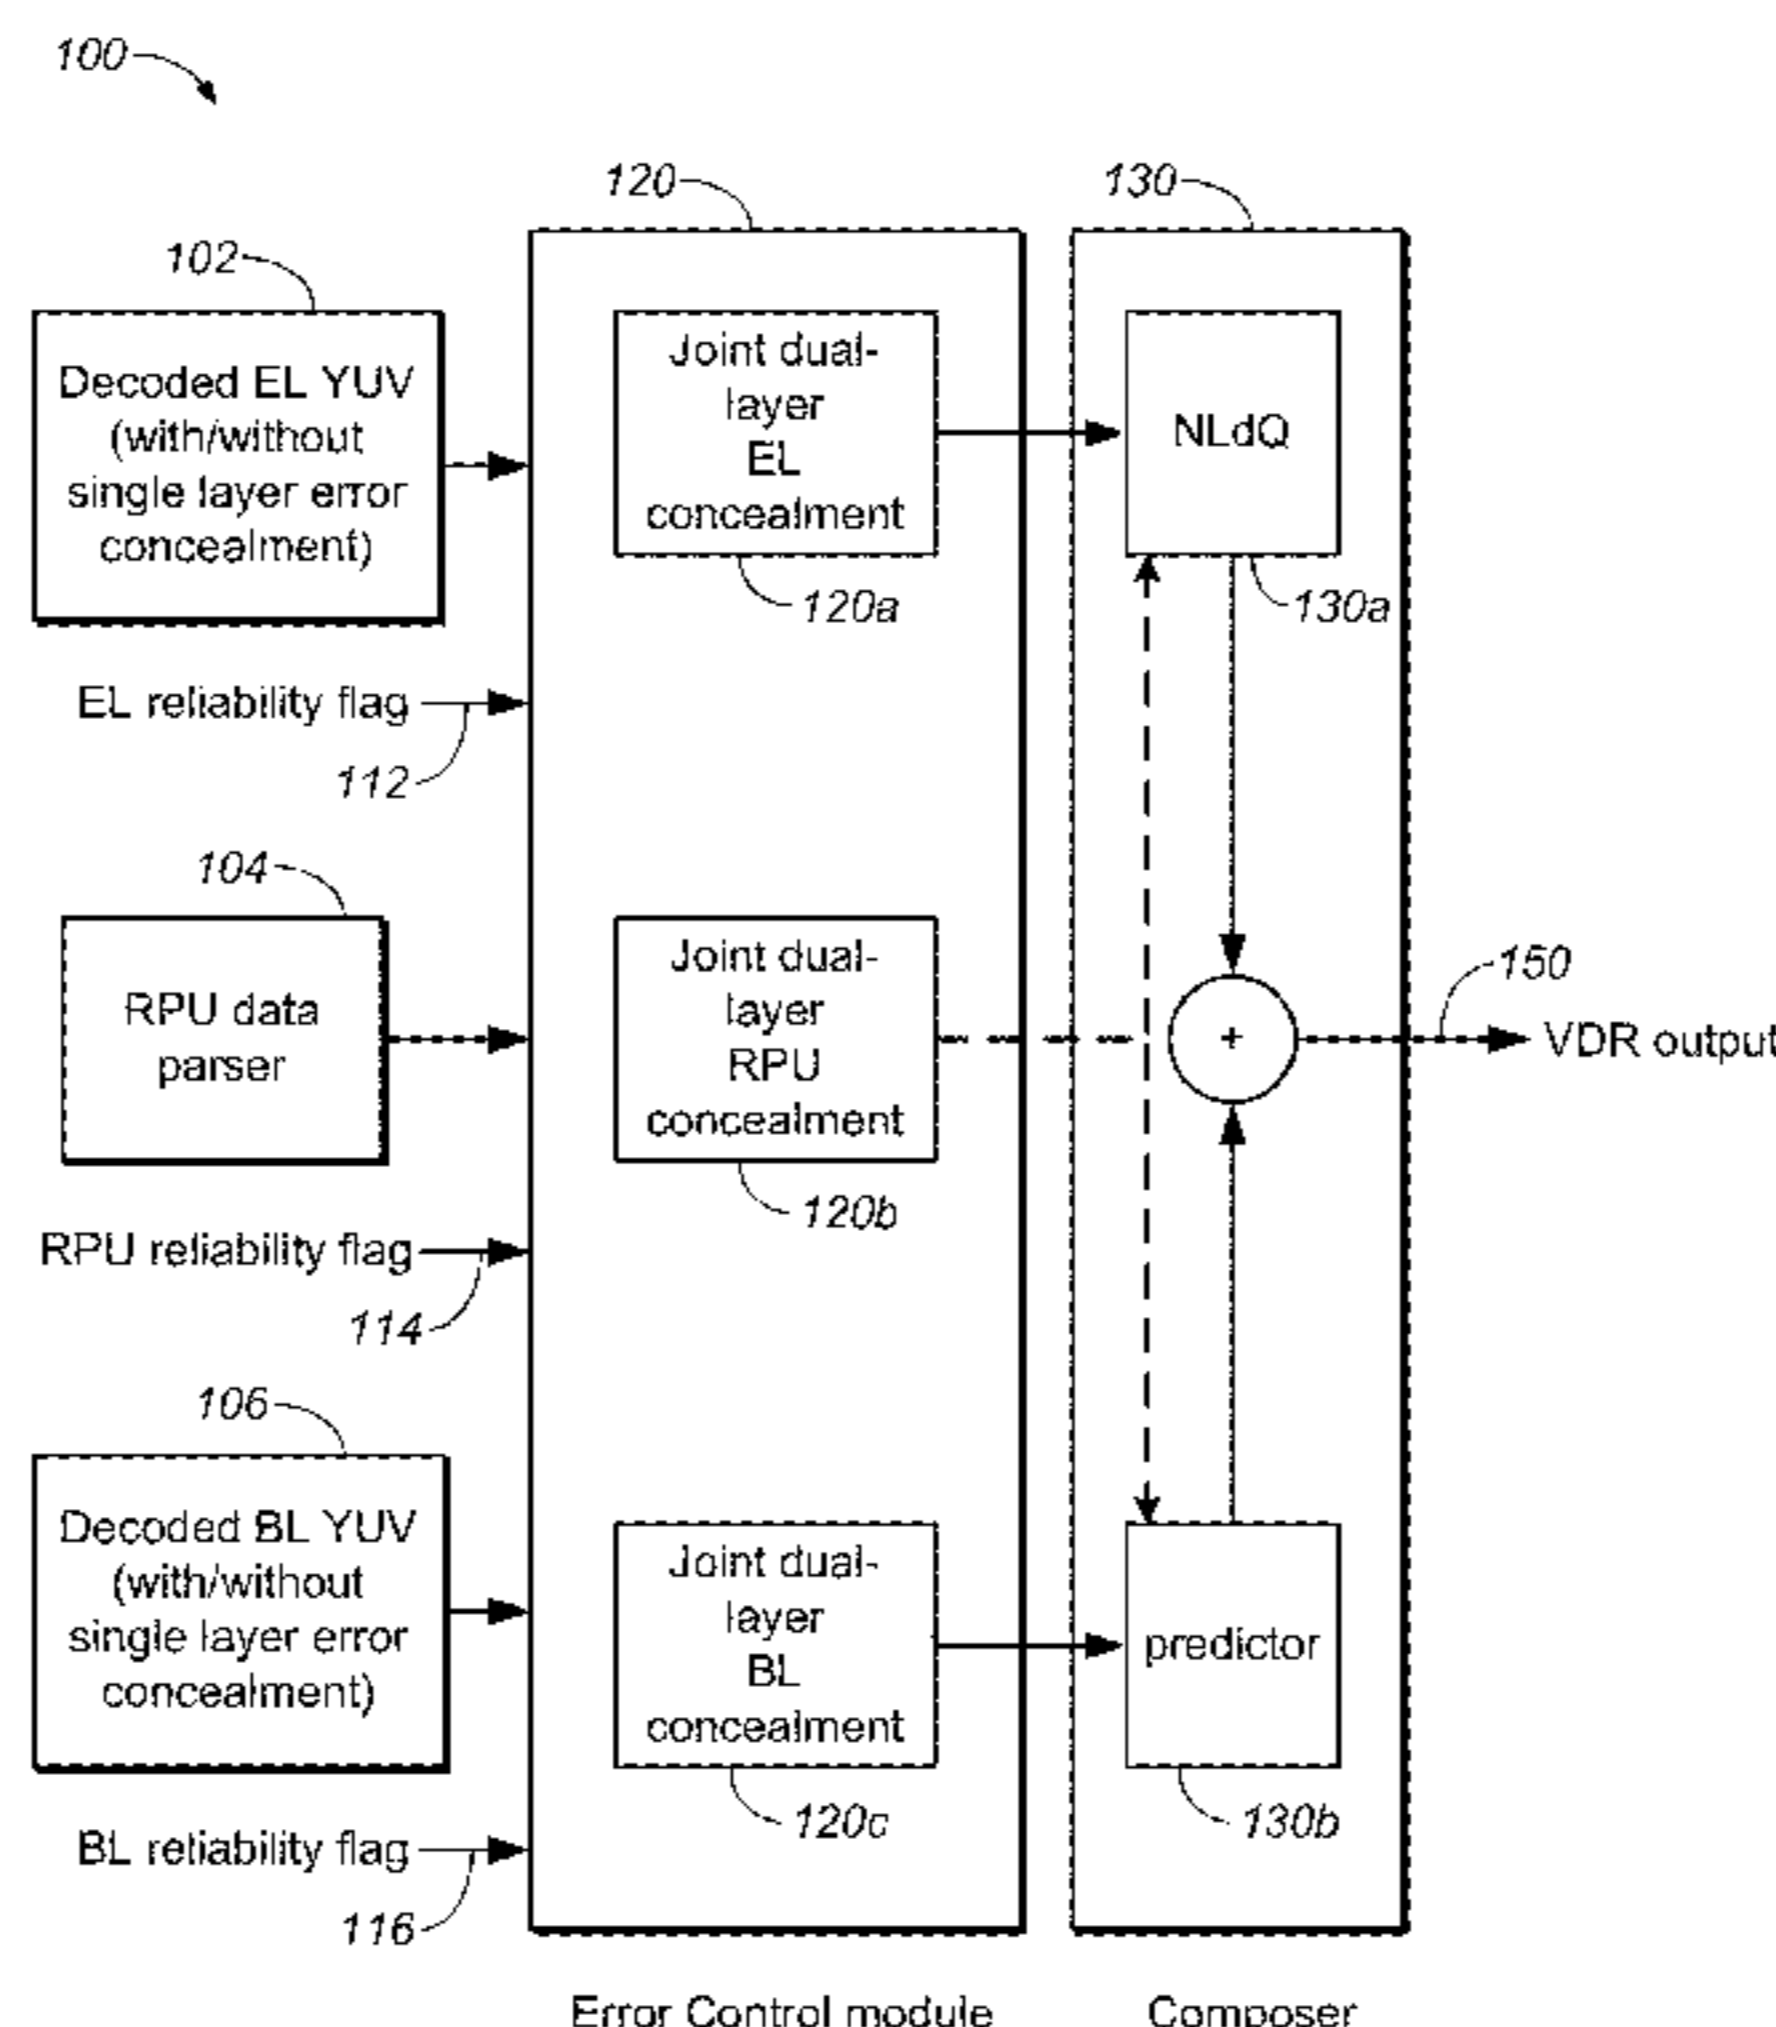 100
120
130
102
Decoded EL YUV
(with/without
single layer error
concealment)
Joint dual-
layer
EL
concealment
NLdQ
120a
130a
EL reliability flag
112
104
RPU data
parser
Joint dual-
layer
RPU
concealment
+
150
VDR output
120b
RPU reliability flag
114
106
Decoded BL YUV
(with/without
single layer error
concealment)
Joint dual-
layer
BL
concealment
predictor
120c
130b
BL reliability flag
116
Error Control module
Composer